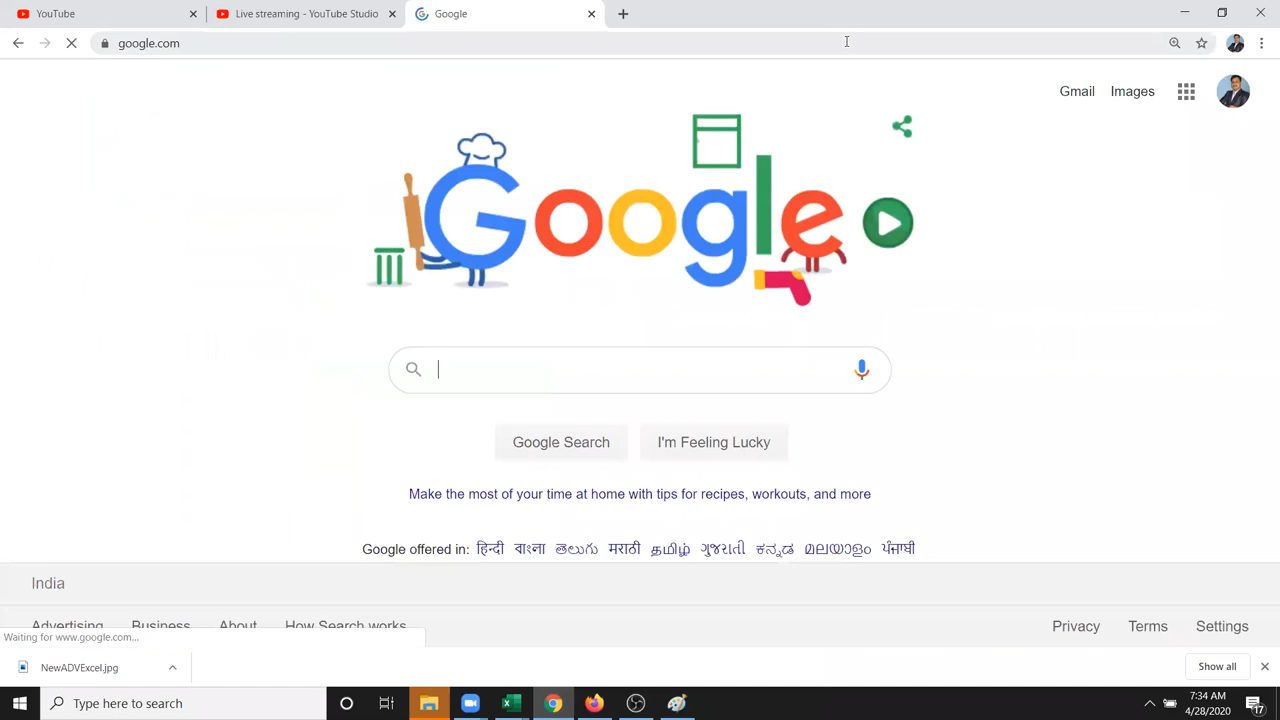 YouTube
Live streaming - YouTube Studio
Google
google.com
Gmail Images
Google
Google Search I'm Feeling Lucky
Make the most of your time at home with tips for recipes, workouts, and more
Google offered in: हिन्दी বাংলা తెలుగు मराठी தமிழ் ગુજરાતી ಕನ್ನಡ മലയാളം ਪੰਜਾਬੀ
India
Advertising Business About How Search works Privacy Terms Settings
Waiting for www.google.com...
NewADVExcel.jpg Show all
Type here to search
7:34 AM
4/28/2020
17